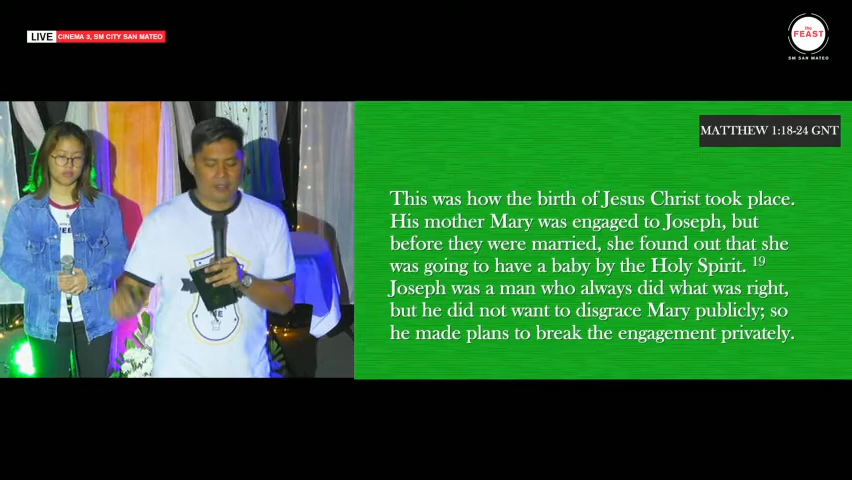 LIVE CINEMA 3, SM CITY SAN MATEO
the
FEAST
SM SAN MATEO
MATTHEW 1:18-24 GNT
This was how the birth of Jesus Christ took place.
His mother Mary was engaged to Joseph, but
before they were married, she found out that she
was going to have a baby by the Holy Spirit. 19
Joseph was a man who always did what was right,
but he did not want to disgrace Mary publicly; so
he made plans to break the engagement privately.